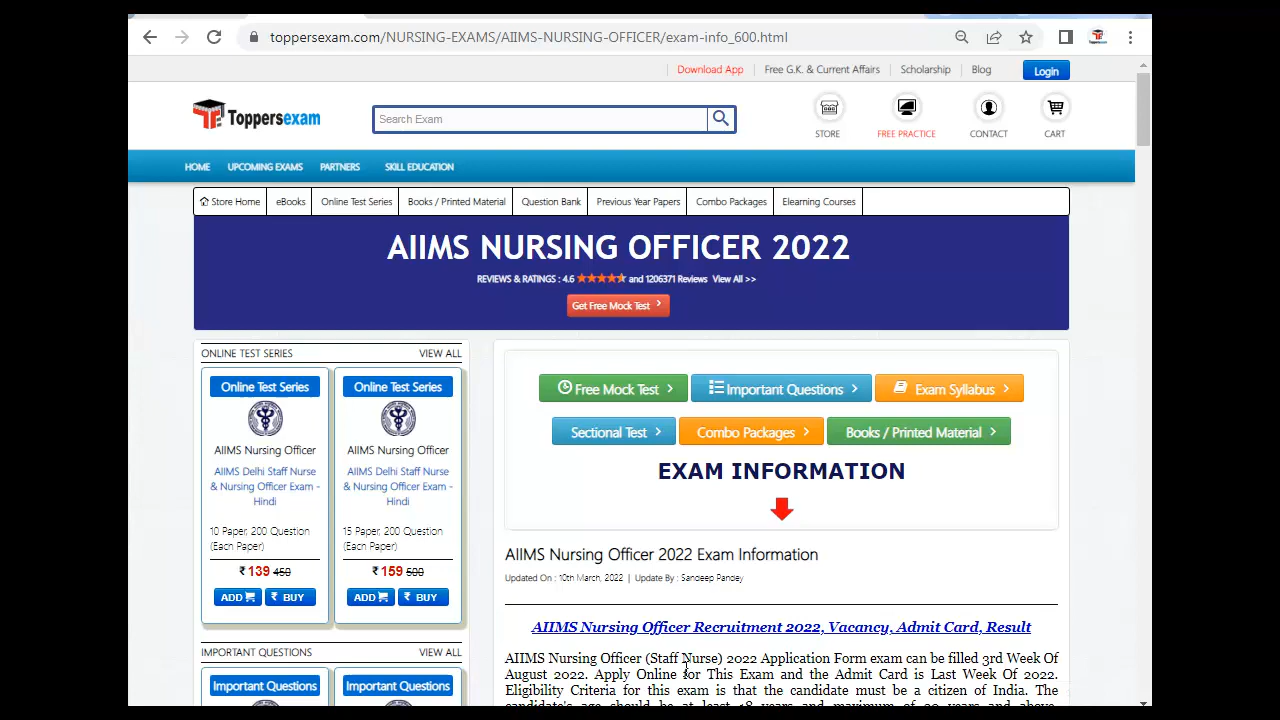 toppersexam.com/NURSING-EXAMS/AIIMS-NURSING-OFFICER/exam-info_600.html
Download App Free G.K. & Current Affairs Scholarship Blog Login
Toppersexam
Search Exam
STORE FREE PRACTICE CONTACT CART
HOME UPCOMING EXAMS PARTNERS SKILL EDUCATION
Store Home eBooks Online Test Series Books / Printed Material Question Bank Previous Year Papers Combo Packages Elearning Courses
AIIMS NURSING OFFICER 2022
REVIEWS & RATINGS : 4.6 and 1206371 Reviews View All >>
Get Free Mock Test
ONLINE TEST SERIES VIEW ALL
Online Test Series
AIIMS Nursing Officer
AIIMS Delhi Staff Nurse
& Nursing Officer Exam -
Hindi
10 Paper, 200 Question
(Each Paper)
₹ 139 450
ADD ₹ BUY
Online Test Series
AIIMS Nursing Officer
AIIMS Delhi Staff Nurse
& Nursing Officer Exam -
Hindi
15 Paper, 200 Question
(Each Paper)
₹ 159 500
ADD ₹ BUY
IMPORTANT QUESTIONS VIEW ALL
Important Questions
Important Questions
Free Mock Test Important Questions Exam Syllabus
Sectional Test Combo Packages Books / Printed Material
EXAM INFORMATION
AIIMS Nursing Officer 2022 Exam Information
Updated On : 10th March, 2022 | Update By : Sandeep Pandey
AIIMS Nursing Officer Recruitment 2022, Vacancy, Admit Card, Result
AIIMS Nursing Officer (Staff Nurse) 2022 Application Form exam can be filled 3rd Week Of
August 2022. Apply Online for This Exam and the Admit Card in Last Week Of 2022.
Eligibility Criteria for this exam is that the candidate must be a citizen of India. The